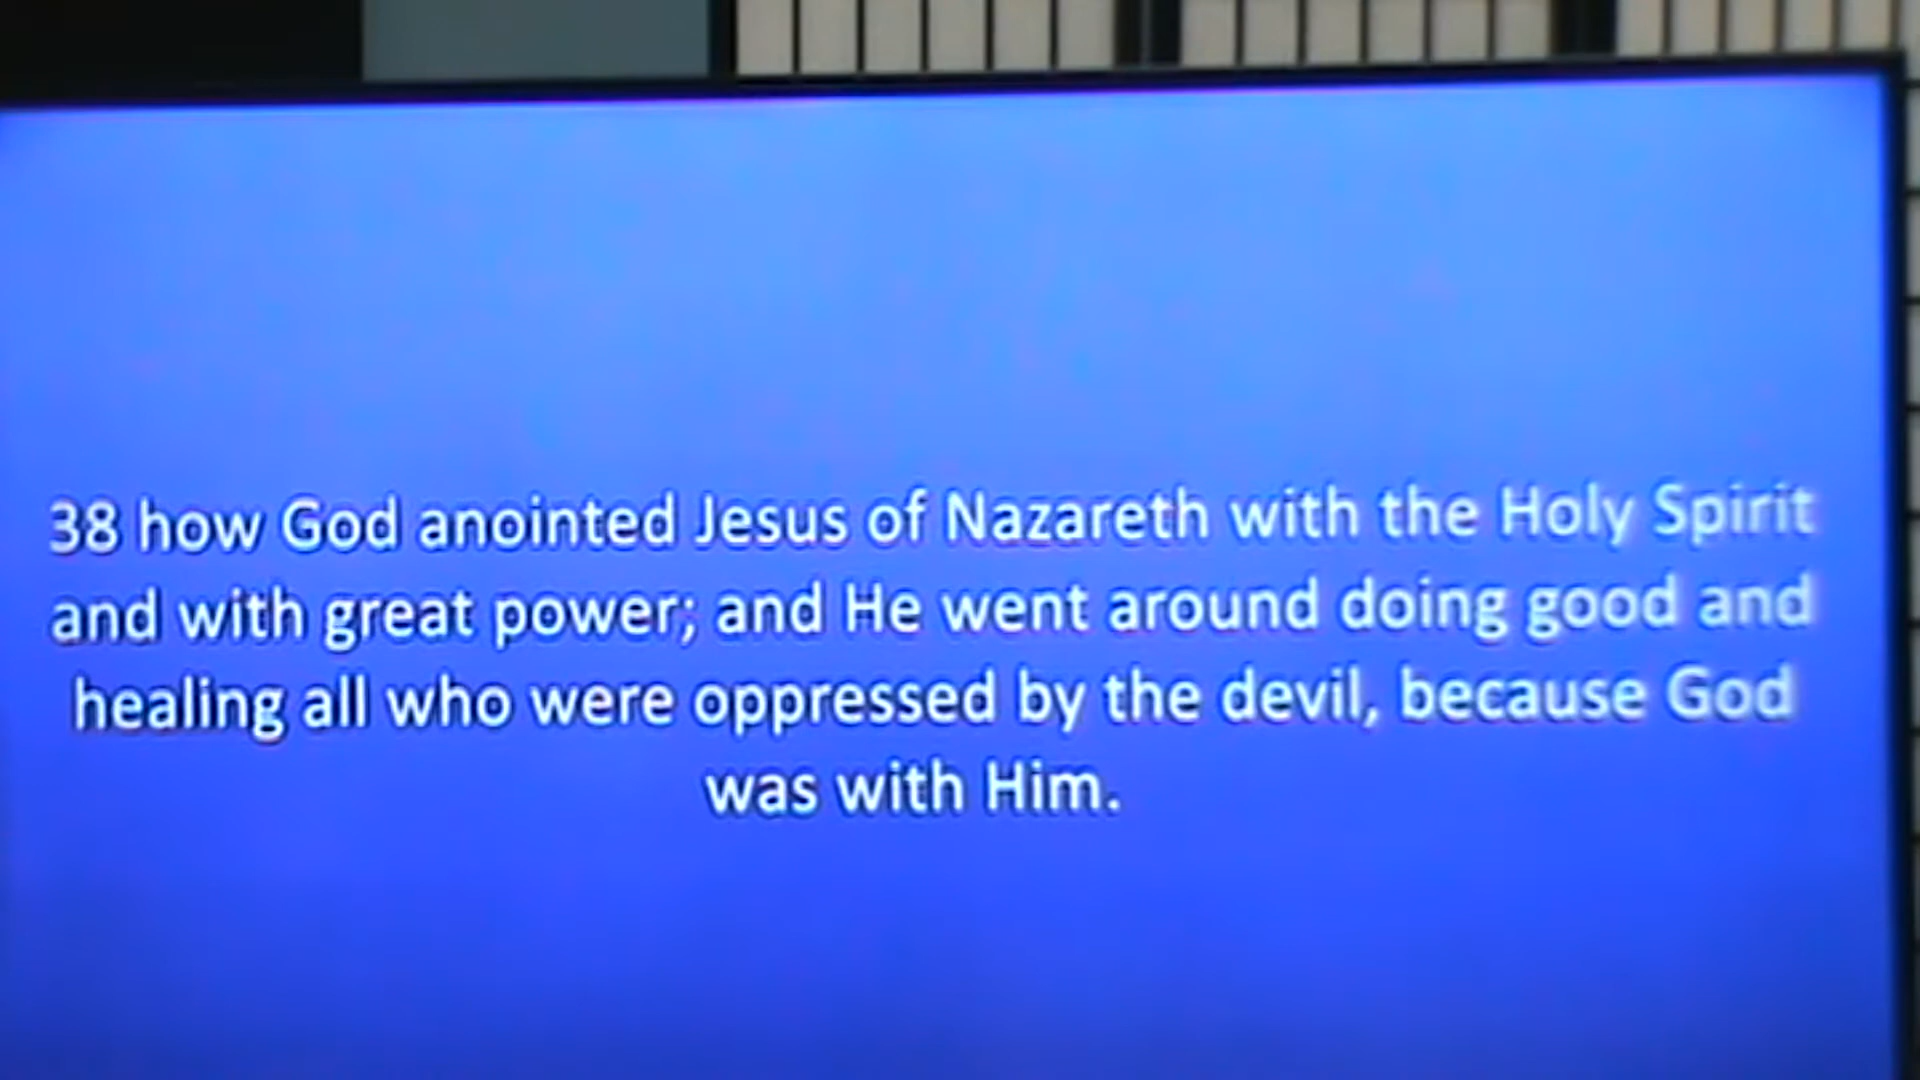 38 how God anointed Jesus of Nazareth with the Holy Spirit
and with great power; and He went around doing good and
healing all who were oppressed by the devil, because God
was with Him.